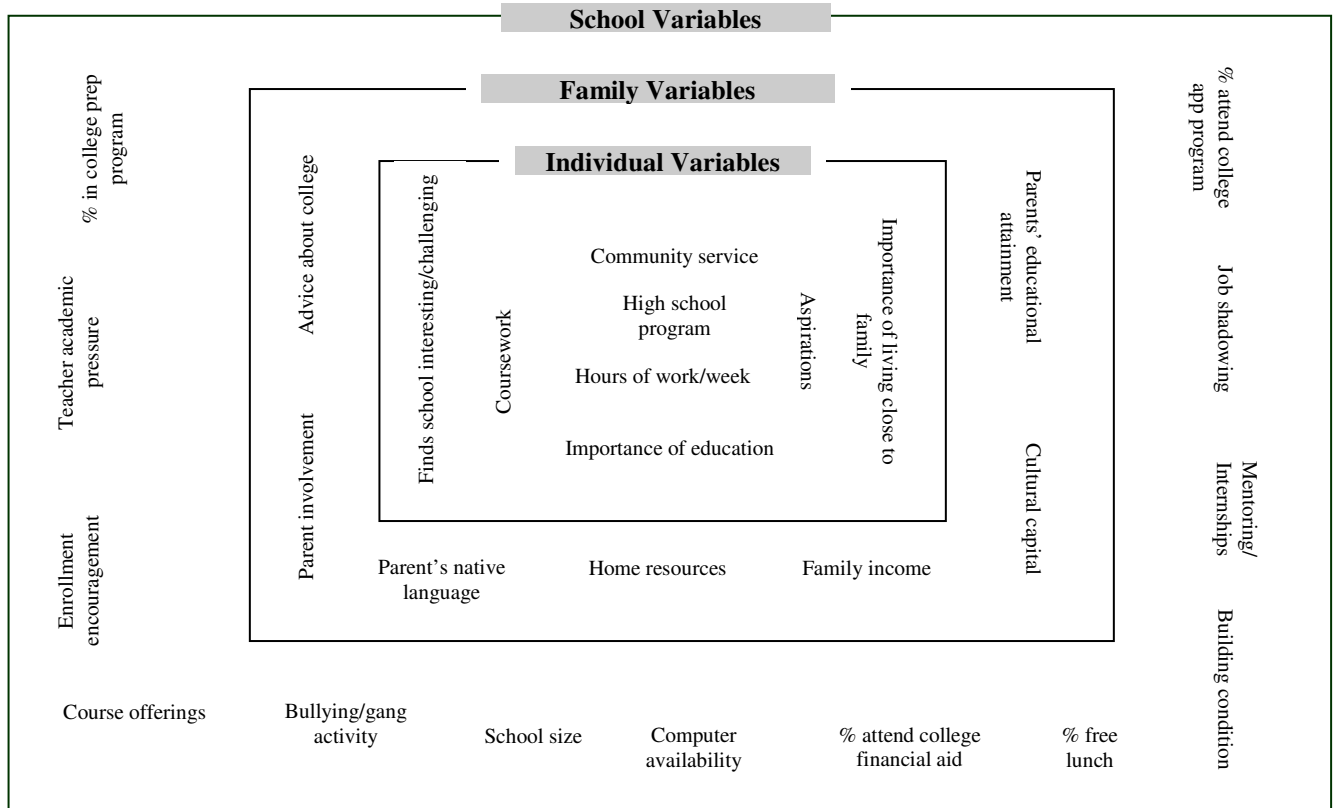 School Variables
Family Variables
Individual Variables
% in college prep
program
Teacher academic
pressure
Enrollment
encouragement
Advice about college
Parent involvement
Finds school interesting/challenging
Coursework
Community service
High school
program
Hours of work/week
Importance of education
Aspirations
Importance of living close to
family
Parents’ educational
attainment
Cultural capital
Parent’s native
language
Home resources
Family income
% attend college
app program
Job shadowing
Mentoring/
Internships
Building condition
Course offerings
Bullying/gang
activity
School size
Computer
availability
% attend college
financial aid
% free
lunch